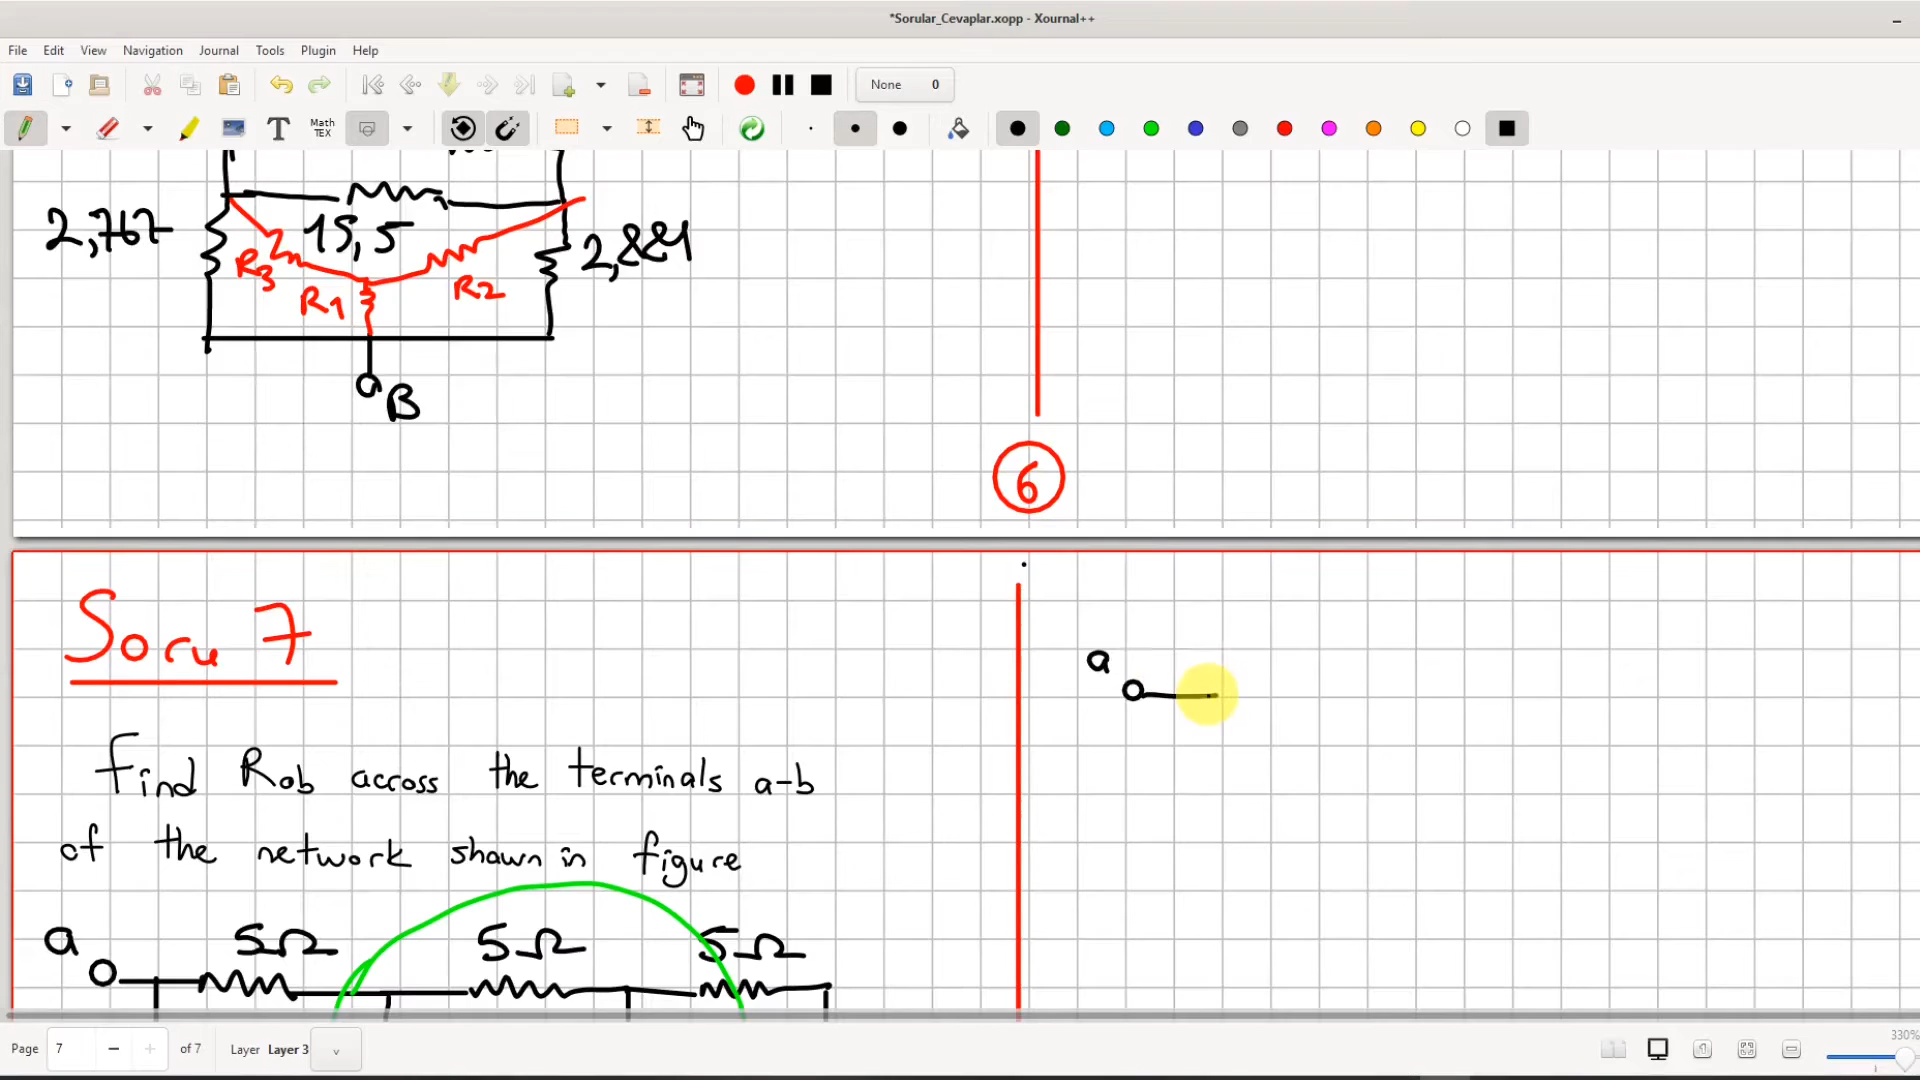 *Sorular_Cevaplar.xopp - Xournal++
File Edit View Navigation Journal Tools Plugin Help
None 0
Math
TEX
2,767
15,5
2,881
R3
R1
R2
B
6
Soru 7
a
Find Rab across the terminals a-b
of the network shown in figure
5Ω 5Ω 5Ω
a
330%
Page 7 of 7 Layer Layer 3